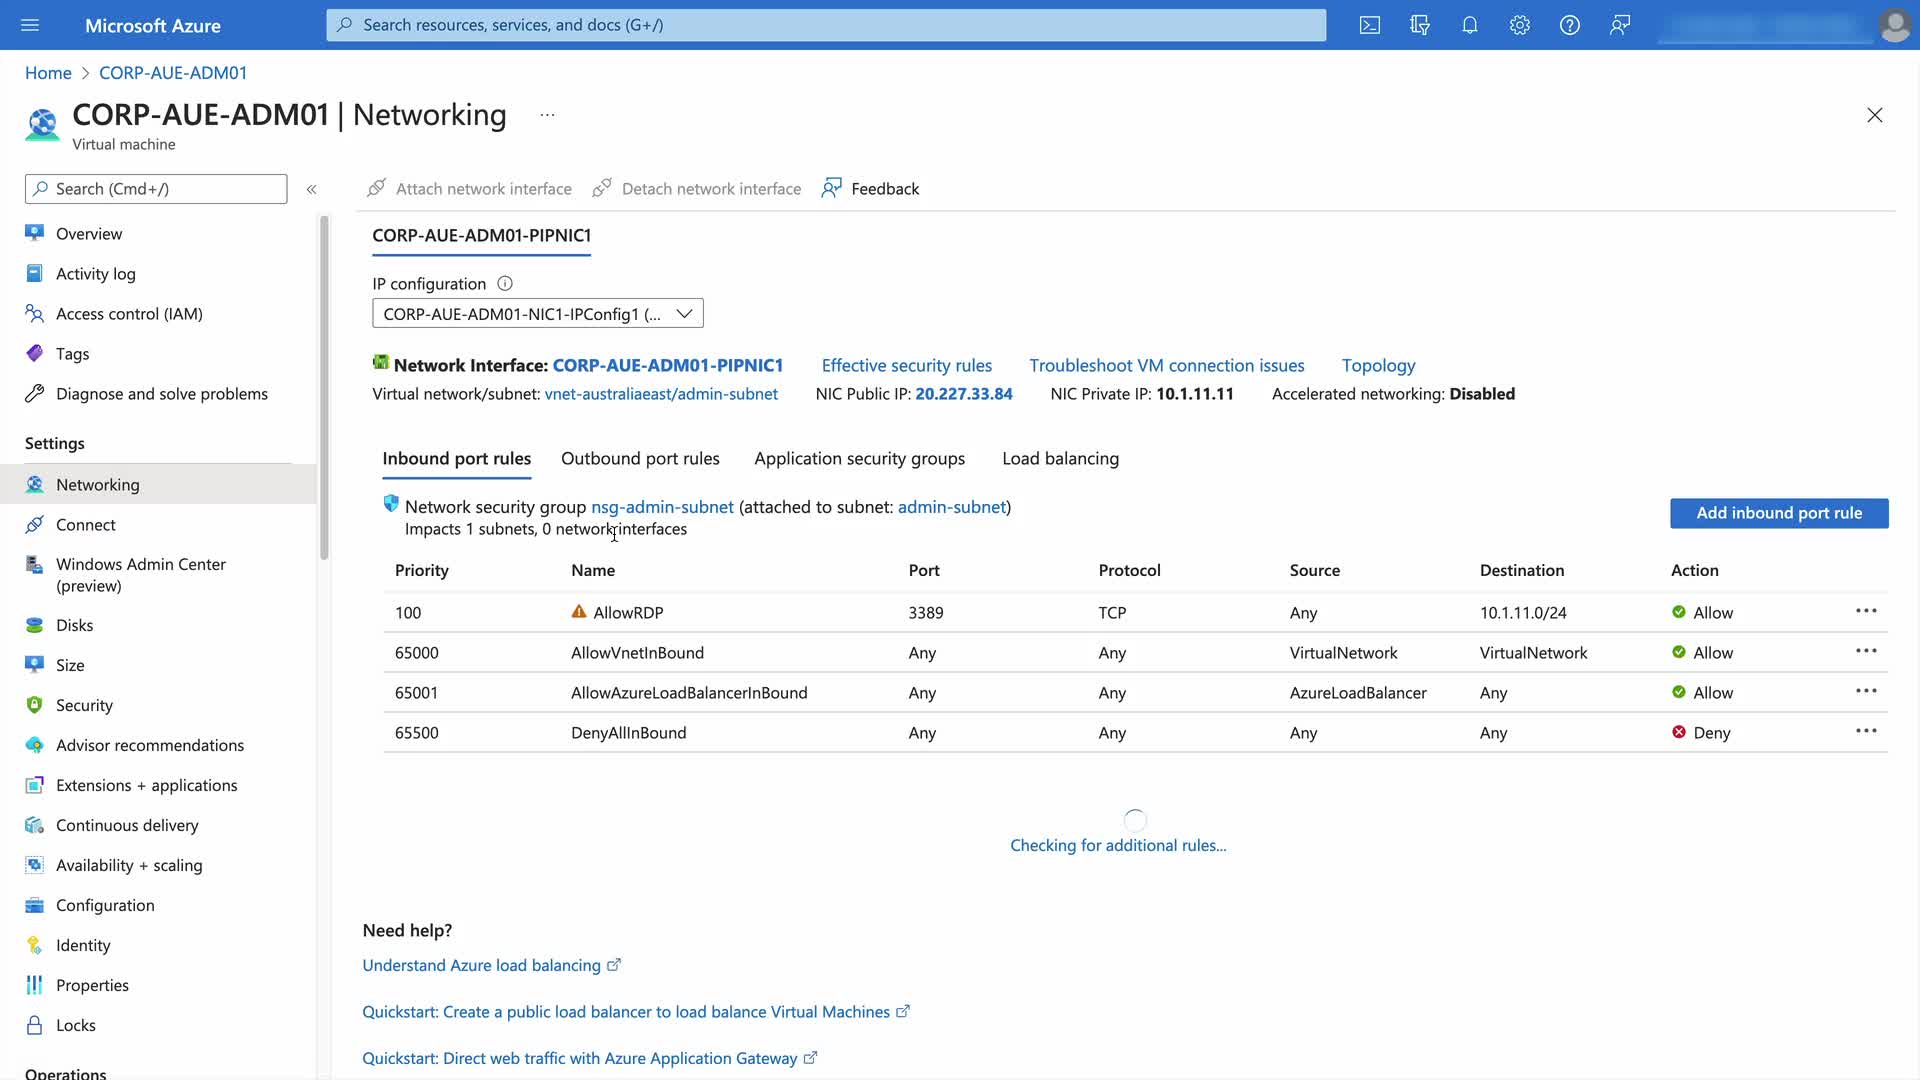 Microsoft Azure
Search resources, services, and docs (G+/)
Home > CORP-AUE-ADM01
CORP-AUE-ADM01 | Networking ...
Virtual machine
Search (Cmd+/)
«
Overview
Activity log
Access control (IAM)
Tags
Diagnose and solve problems
Settings
Networking
Connect
Windows Admin Center
(preview)
Disks
Size
Security
Advisor recommendations
Extensions + applications
Continuous delivery
Availability + scaling
Configuration
Identity
Properties
Locks
Operations
Attach network interface Detach network interface Feedback
CORP-AUE-ADM01-PIPNIC1
IP configuration
CORP-AUE-ADM01-NIC1-IPConfig1 (...
Network Interface: CORP-AUE-ADM01-PIPNIC1 Effective security rules Troubleshoot VM connection issues Topology
Virtual network/subnet: vnet-australiaeast/admin-subnet NIC Public IP: 20.227.33.84 NIC Private IP: 10.1.11.11 Accelerated networking: Disabled
Inbound port rules Outbound port rules Application security groups Load balancing
Network security group nsg-admin-subnet (attached to subnet: admin-subnet)
Impacts 1 subnets, 0 network interfaces
Add inbound port rule
Priority Name Port Protocol Source Destination Action
100 AllowRDP 3389 TCP Any 10.1.11.0/24 Allow ...
65000 AllowVnetInBound Any Any VirtualNetwork VirtualNetwork Allow ...
65001 AllowAzureLoadBalancerInBound Any Any AzureLoadBalancer Any Allow ...
65500 DenyAllInBound Any Any Any Any Deny ...
Checking for additional rules...
Need help?
Understand Azure load balancing
Quickstart: Create a public load balancer to load balance Virtual Machines
Quickstart: Direct web traffic with Azure Application Gateway